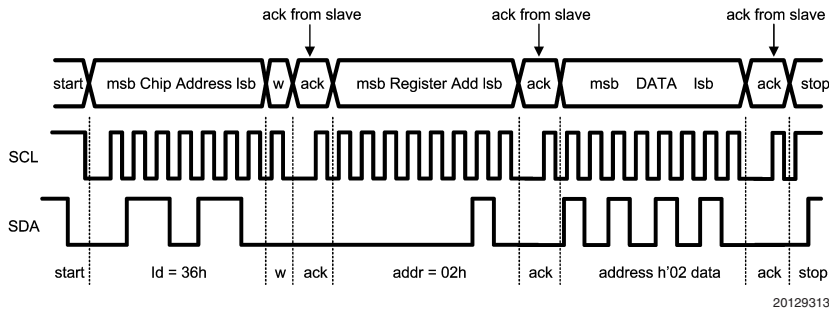 ack from slave ack from slave ack from slave
start msb Chip Address lsb w ack msb Register Add lsb ack msb DATA lsb ack stop
SCL
SDA
start Id = 36h w ack addr = 02h ack address h'02 data ack stop
20129313